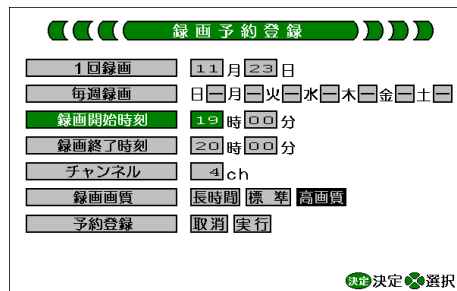 録画予約登録
1回録画 11月23日
毎週録画 日ー月ー火ー水ー木ー金ー土ー
録画開始時刻 19時00分
録画終了時刻 20時00分
チャンネル 4ch
録画画質 長時間 標準 高画質
予約登録 取消 実行
決定 決定 選択